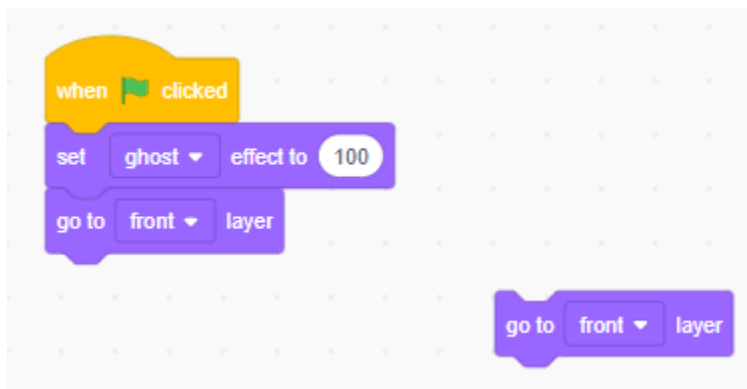 when clicked
set ghost effect to 100
go to front layer
go to front layer